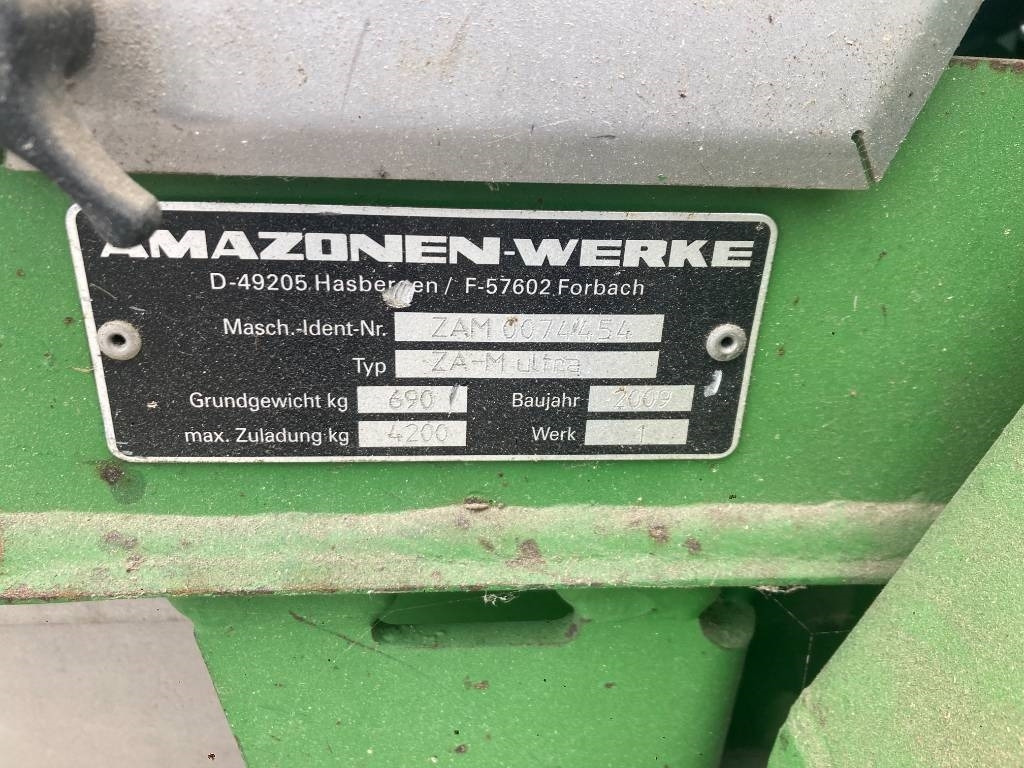 AMAZONEN-WERKE
D-49205 Hasbergen / F-57602 Forbach
Masch.-Ident-Nr. ZAM 0074454
Typ ZA-M ultra
Grundgewicht kg 690 Baujahr 2009
max. Zuladung kg 4200 Werk 1